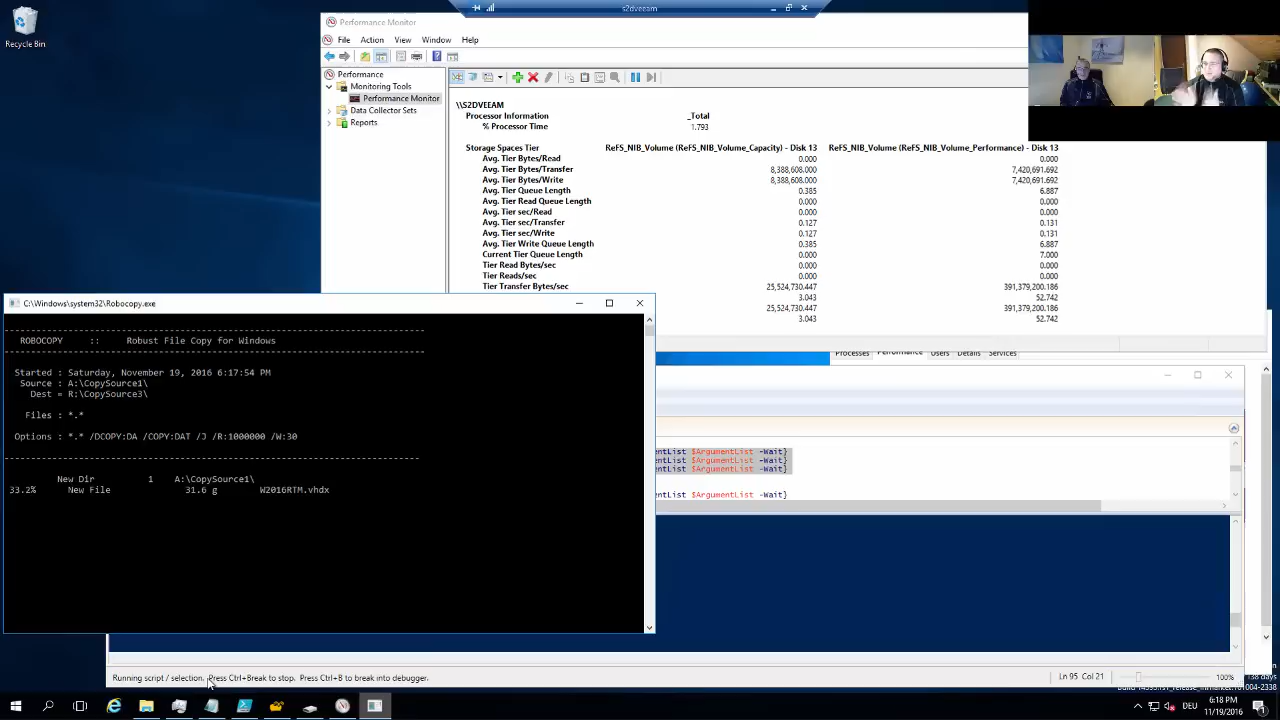 s2dveeam
Recycle Bin
Performance Monitor
File Action View Window Help
Performance
Monitoring Tools
Performance Monitor
Data Collector Sets
Reports
\\S2DVEEAM
Processor Information _Total
% Processor Time 1.793
Storage Spaces Tier ReFS_NIB_Volume (ReFS_NIB_Volume_Capacity) - Disk 13 ReFS_NIB_Volume (ReFS_NIB_Volume_Performance) - Disk 13
Avg. Tier Bytes/Read 0.000 0.000
Avg. Tier Bytes/Transfer 8,388,608.000 7,420,691.692
Avg. Tier Bytes/Write 8,388,608.000 7,420,691.692
Avg. Tier Queue Length 0.385 6.887
Avg. Tier Read Queue Length 0.000 0.000
Avg. Tier sec/Read 0.000 0.000
Avg. Tier sec/Transfer 0.127 0.131
Avg. Tier sec/Write 0.127 0.131
Avg. Tier Write Queue Length 0.385 6.887
Current Tier Queue Length 0.000 7.000
Tier Read Bytes/sec 0.000 0.000
Tier Reads/sec 0.000 0.000
Tier Transfer Bytes/sec 25,524,730.447 391,379,200.186
3.043 52.742
25,524,730.447 391,379,200.186
3.043 52.742
C:\Windows\system32\Robocopy.exe
-------------------------------------------------------------------------------
ROBOCOPY :: Robust File Copy for Windows
-------------------------------------------------------------------------------
Started : Saturday, November 19, 2016 6:17:54 PM
Source : A:\CopySource1\
Dest = R:\CopySource3\
Files : *.*
Options : *.* /DCOPY:DA /COPY:DAT /J /R:1000000 /W:30
------------------------------------------------------------------------------
New Dir 1 A:\CopySource1\
33.2% New File 31.6 g W2016RTM.vhdx
Processes Performance Users Details Services
entList $ArgumentList -Wait}
entList $ArgumentList -Wait}
entList $ArgumentList -Wait}
entList $ArgumentList -Wait}
Running script / selection. Press Ctrl+Break to stop. Press Ctrl+B to break into debugger.
Ln 95 Col 21 100%
6:18 PM
11/19/2016